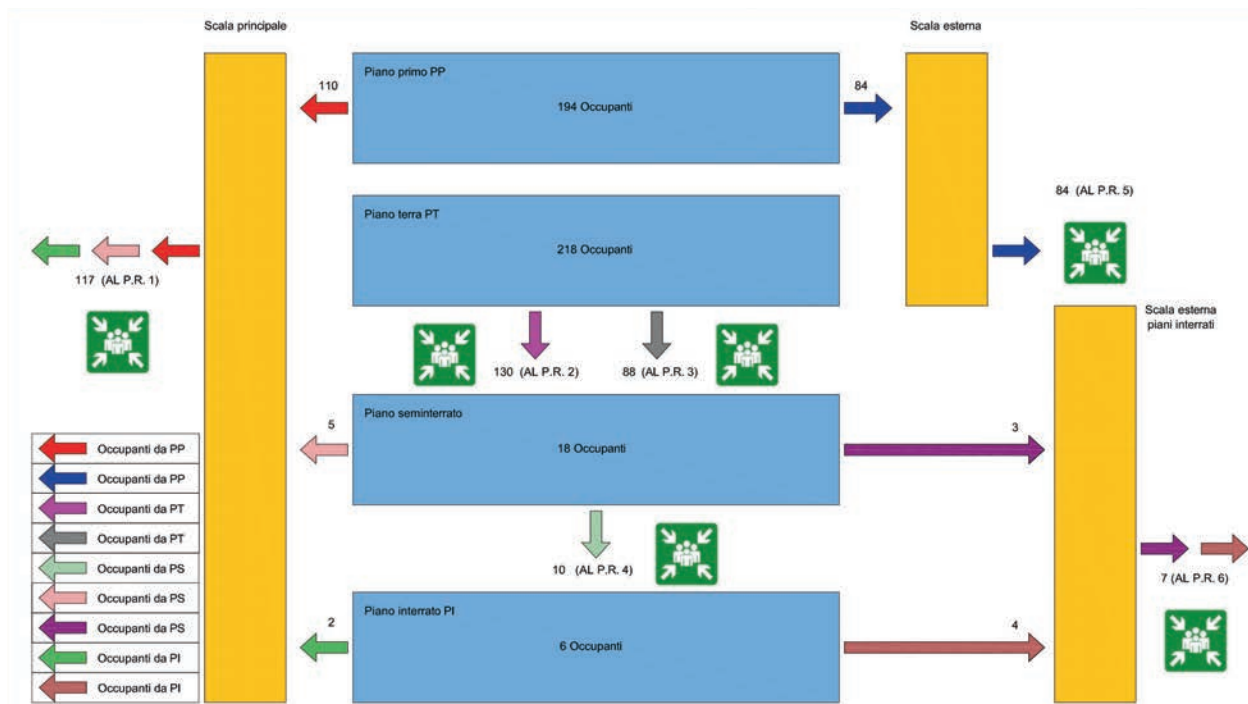 Scala principale
Scala esterna
Piano primo PP
110
84
194 Occupanti
Piano terra PT
84 (AL P.R. 5)
218 Occupanti
117 (AL P.R. 1)
Scala esterna
piani interrati
130 (AL P.R. 2)
88 (AL P.R. 3)
Piano seminterrato
5
3
18 Occupanti
Occupanti da PP
Occupanti da PP
Occupanti da PT
Occupanti da PT
Occupanti da PS
Occupanti da PS
Occupanti da PS
Occupanti da PI
Occupanti da PI
10 (AL P.R. 4)
7 (AL P.R. 6)
Piano interrato PI
2
4
6 Occupanti